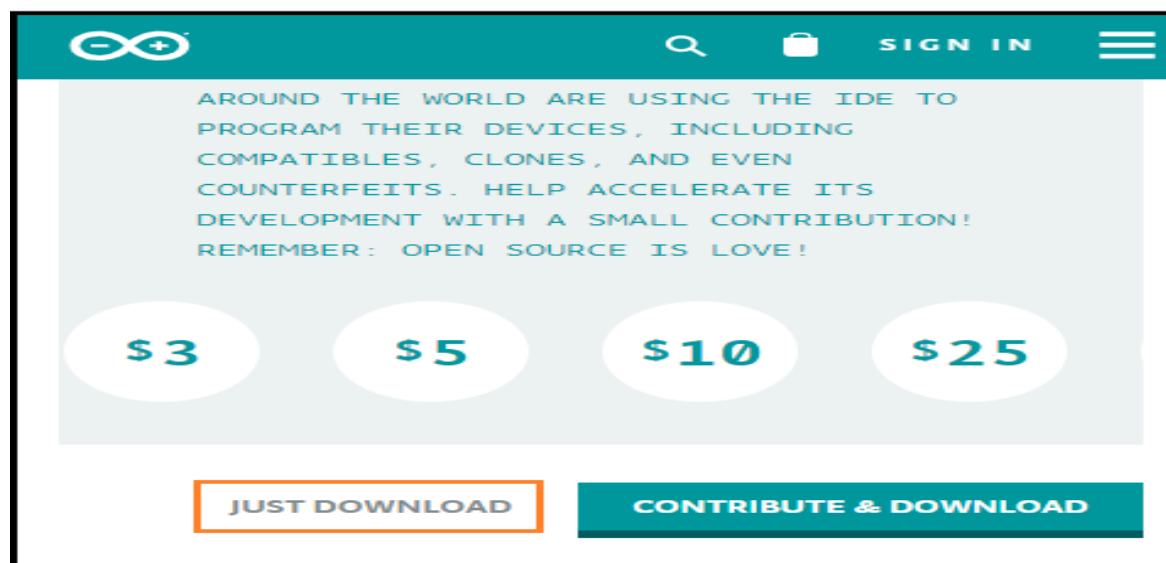 SIGN IN
AROUND THE WORLD ARE USING THE IDE TO
PROGRAM THEIR DEVICES, INCLUDING
COMPATIBLES, CLONES, AND EVEN
COUNTERFEITS. HELP ACCELERATE ITS
DEVELOPMENT WITH A SMALL CONTRIBUTION!
REMEMBER: OPEN SOURCE IS LOVE!
$3 $5 $10 $25
JUST DOWNLOAD CONTRIBUTE & DOWNLOAD